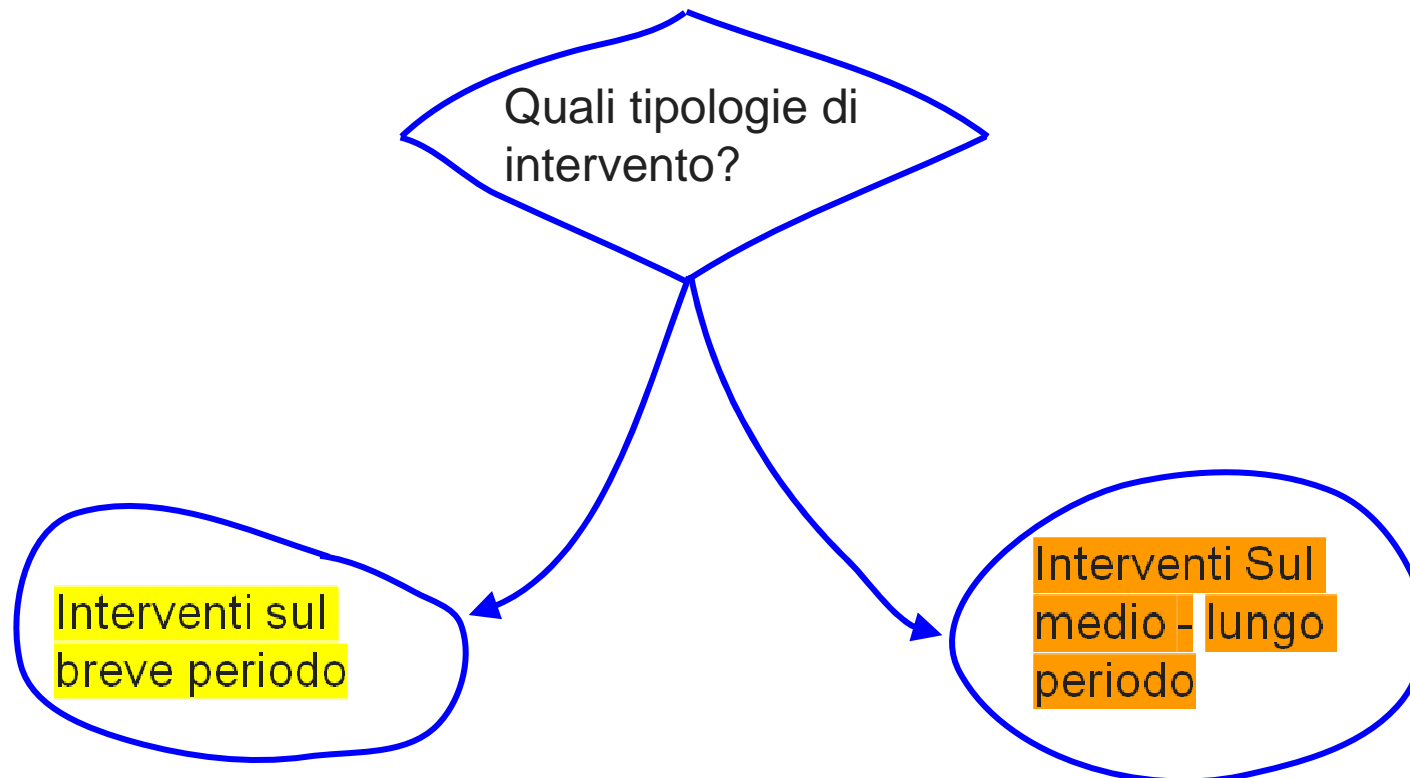 Quali tipologie di
intervento?
Interventi sul
breve periodo
Interventi Sul
medio - lungo
periodo